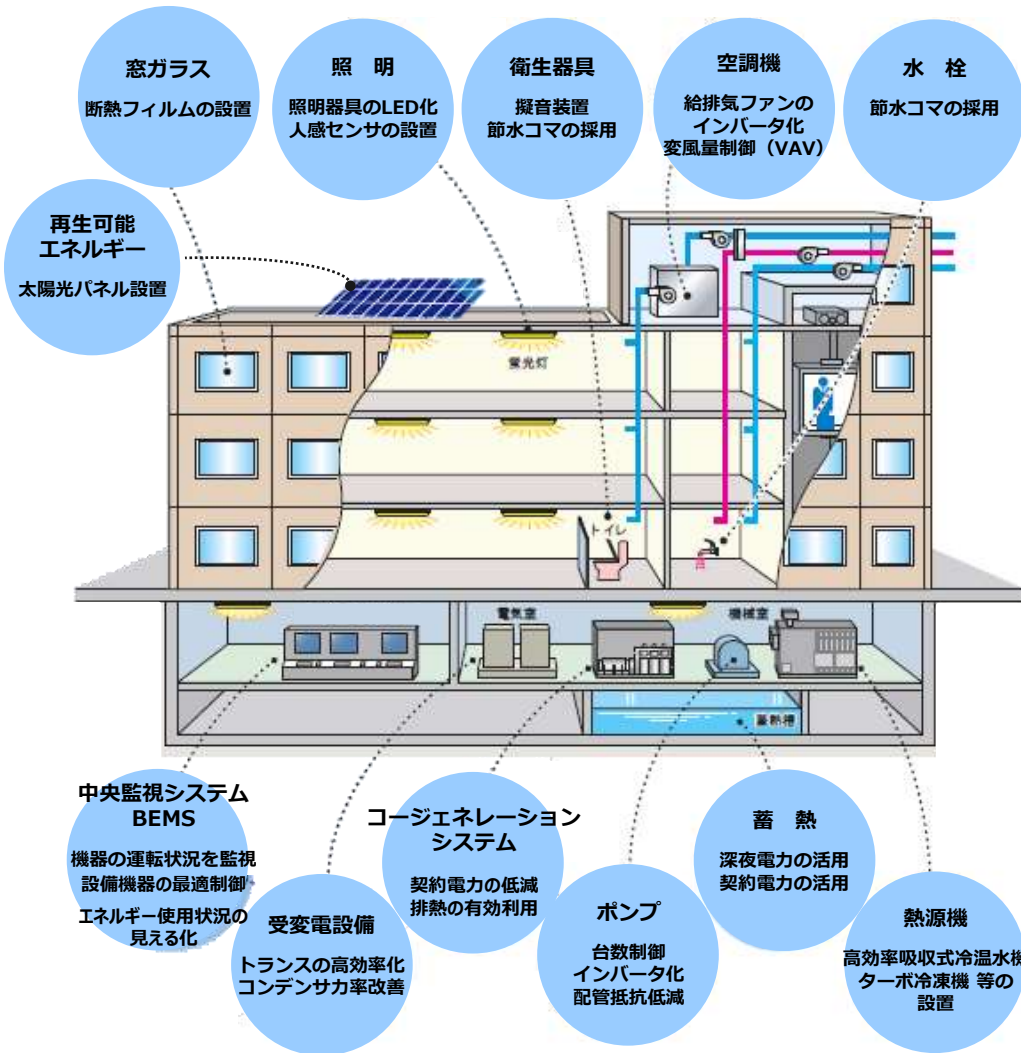 窓ガラス
断熱フィルムの設置
照 明
照明器具のLED化
人感センサの設置
衛生器具
擬音装置
節水コマの採用
空調機
給排気ファンの
インバータ化
変風量制御（VAV）
水 栓
節水コマの採用
再生可能
エネルギー
太陽光パネル設置
蛍光灯
トイレ
電気室
機械室
蓄熱槽
中央監視システム
BEMS
機器の運転状況を監視
設備機器の最適制御
エネルギー使用状況の
見える化
受変電設備
トランスの高効率化
コンデンサ力率改善
コージェネレーション
システム
契約電力の低減
排熱の有効利用
ポンプ
台数制御
インバータ化
配管抵抗低減
蓄 熱
深夜電力の活用
契約電力の活用
熱源機
高効率吸収式冷温水機
ターボ冷凍機 等の
設置